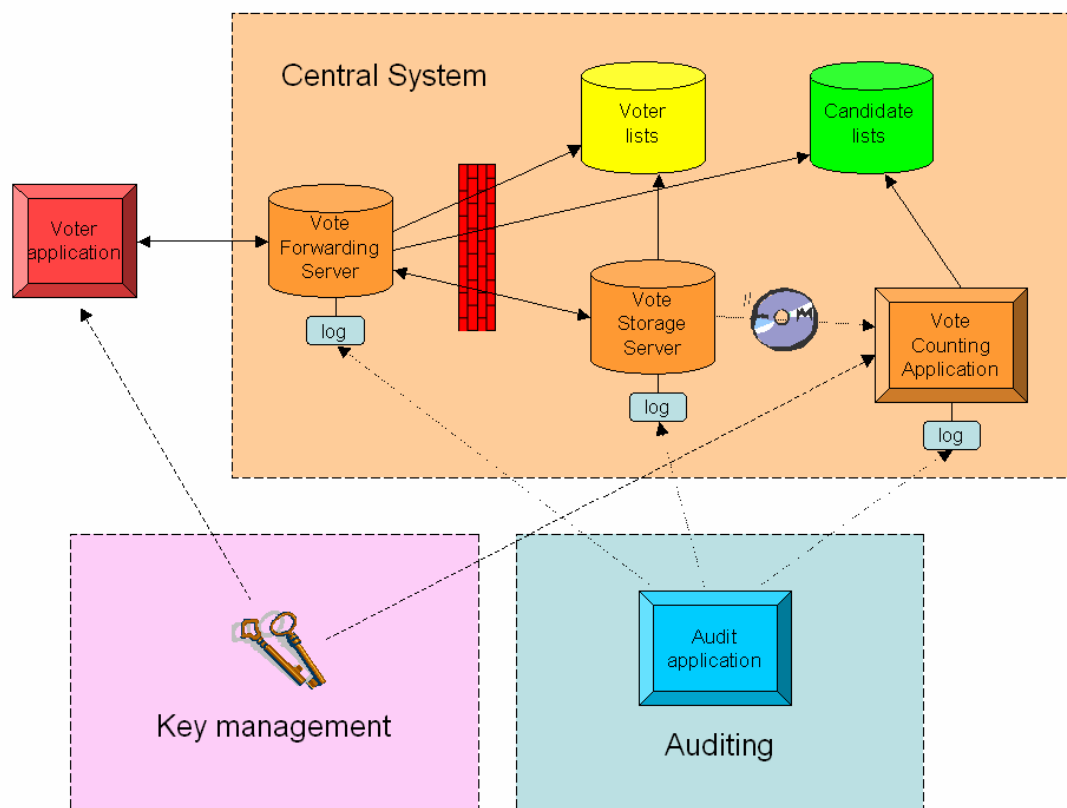 Central System
Voter
lists
Candidate
lists
Voter
application
Vote
Forwarding
Server
log
Vote
Storage
Server
log
Vote
Counting
Application
log
Key management
Audit
application
Auditing